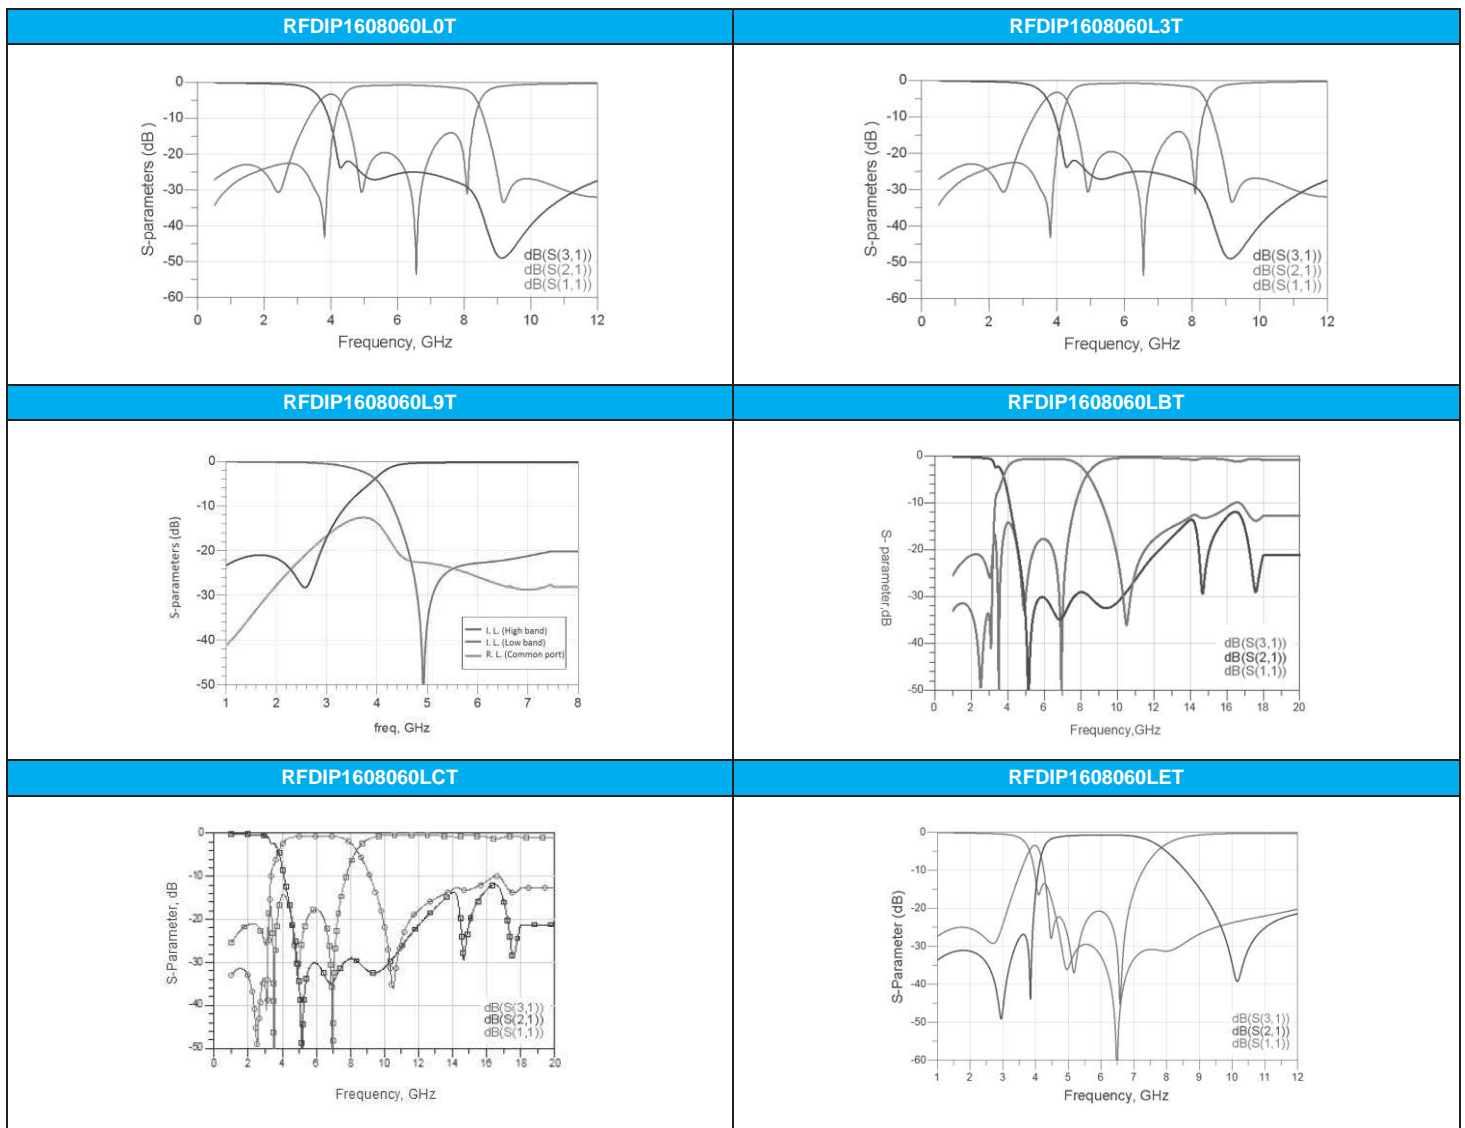 RFDIP1608060L0T
0
-10
-20
-30
-40
-50
-60
S-parameters (dB )
dB(S(3,1))
dB(S(2,1))
dB(S(1,1))
0 2 4 6 8 10 12
Frequency, GHz
RFDIP1608060L3T
0
-10
-20
-30
-40
-50
-60
S-parameters (dB )
dB(S(3,1))
dB(S(2,1))
dB(S(1,1))
0 2 4 6 8 10 12
Frequency, GHz
RFDIP1608060L9T
0
-10
-20
-30
-40
-50
S-parameters (dB)
I. L. (High band)
I. L. (Low band)
R. L. (Common port)
1 2 3 4 5 6 7 8
freq, GHz
RFDIP1608060LBT
0
-10
-20
-30
-40
-50
S- parameter,dB
dB(S(3,1))
dB(S(2,1))
dB(S(1,1))
0 2 4 6 8 10 12 14 16 18 20
Frequency,GHz
RFDIP1608060LCT
0
-10
-20
-30
-40
-50
S-Parameter, dB
dB(S(3,1))
dB(S(2,1))
dB(S(1,1))
0 2 4 6 8 10 12 14 16 18 20
Frequency, GHz
RFDIP1608060LET
0
-10
-20
-30
-40
-50
-60
S-Parameter (dB)
dB(S(3,1))
dB(S(2,1))
dB(S(1,1))
1 2 3 4 5 6 7 8 9 10 11 12
Frequency, GHz